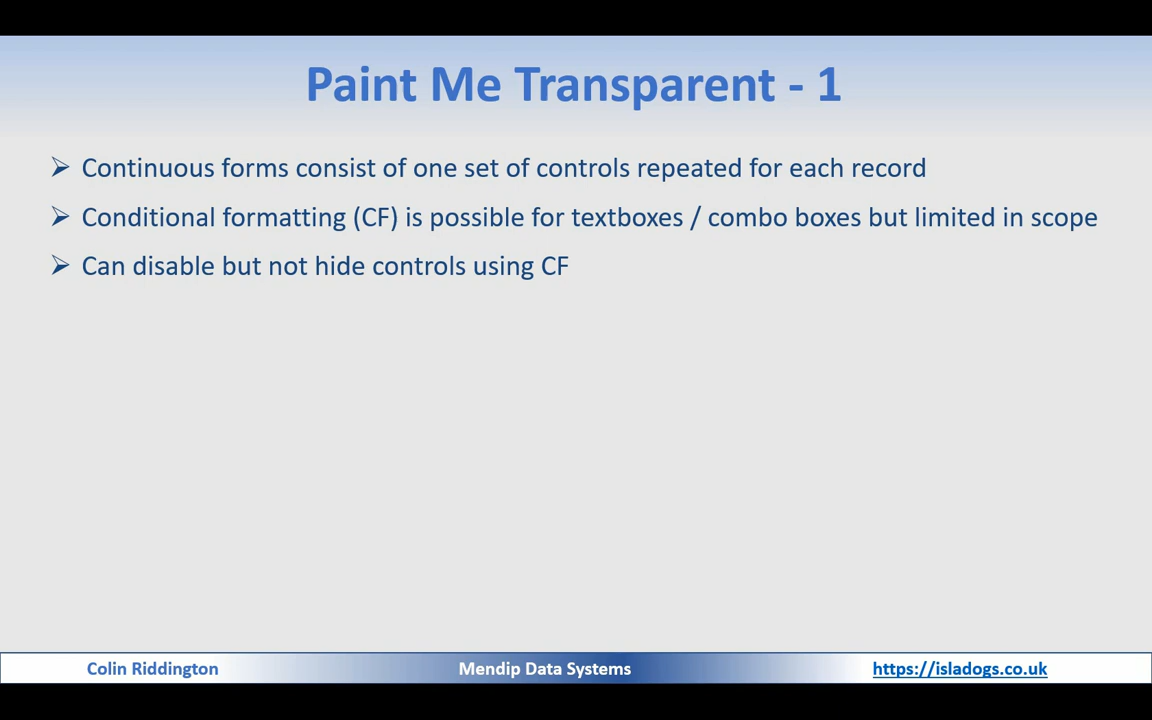 Paint Me Transparent - 1
Continuous forms consist of one set of controls repeated for each record
Conditional formatting (CF) is possible for textboxes / combo boxes but limited in scope
Can disable but not hide controls using CF
Colin Riddington
Mendip Data Systems
https://isladogs.co.uk